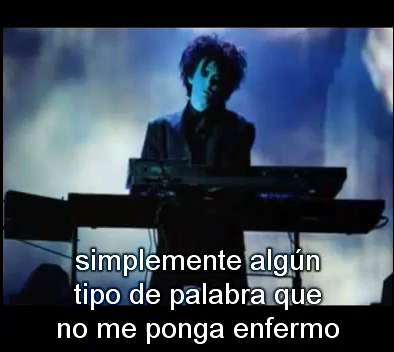 simplemente algún
tipo de palabra que
no me ponga enfermo